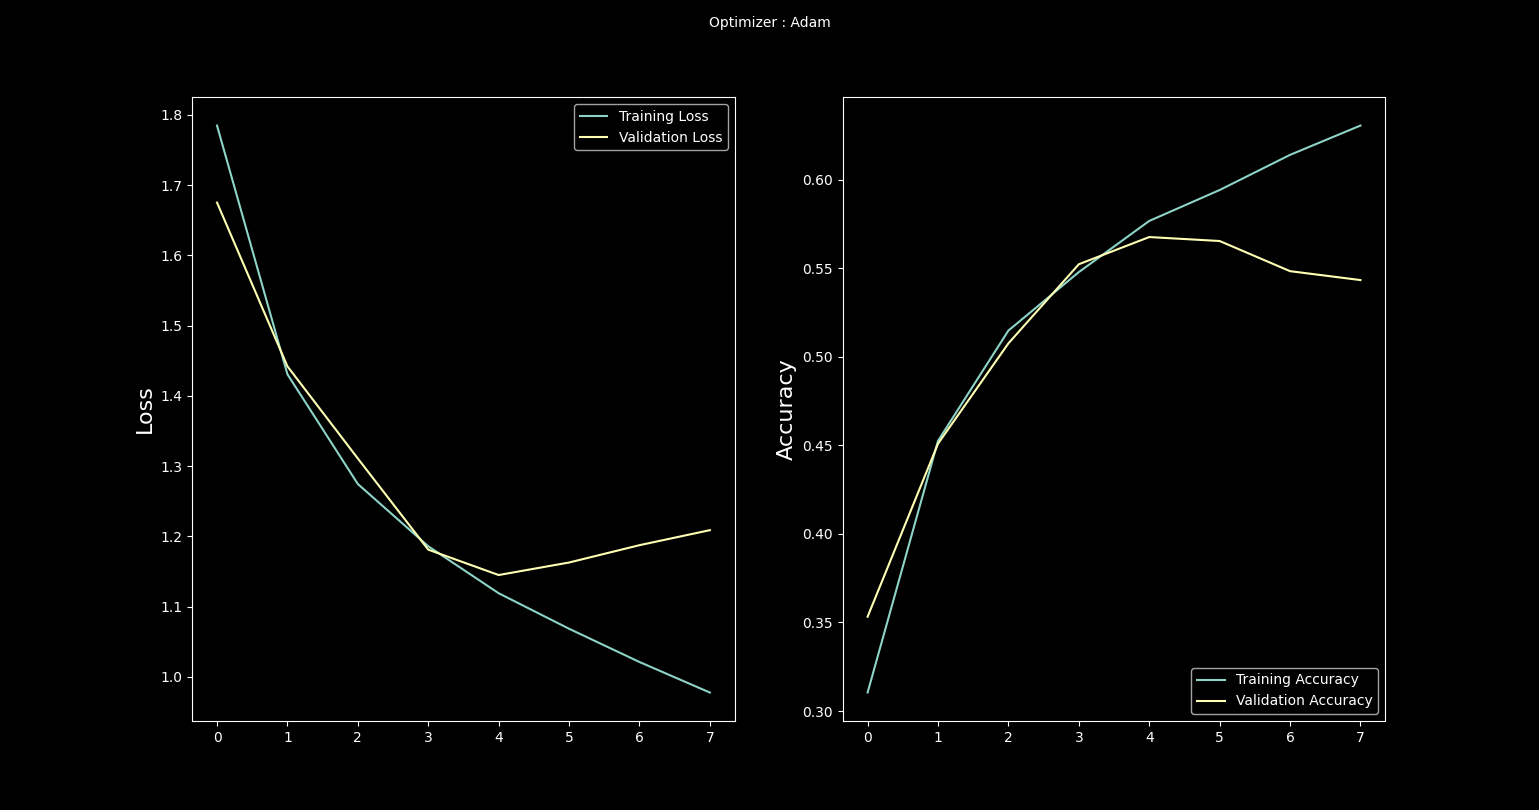 Optimizer : Adam
Loss
1.8
1.7
1.6
1.5
1.4
1.3
1.2
1.1
1.0
0 1 2 3 4 5 6 7
Training Loss
Validation Loss
Accuracy
0.60
0.55
0.50
0.45
0.40
0.35
0.30
0 1 2 3 4 5 6 7
Training Accuracy
Validation Accuracy